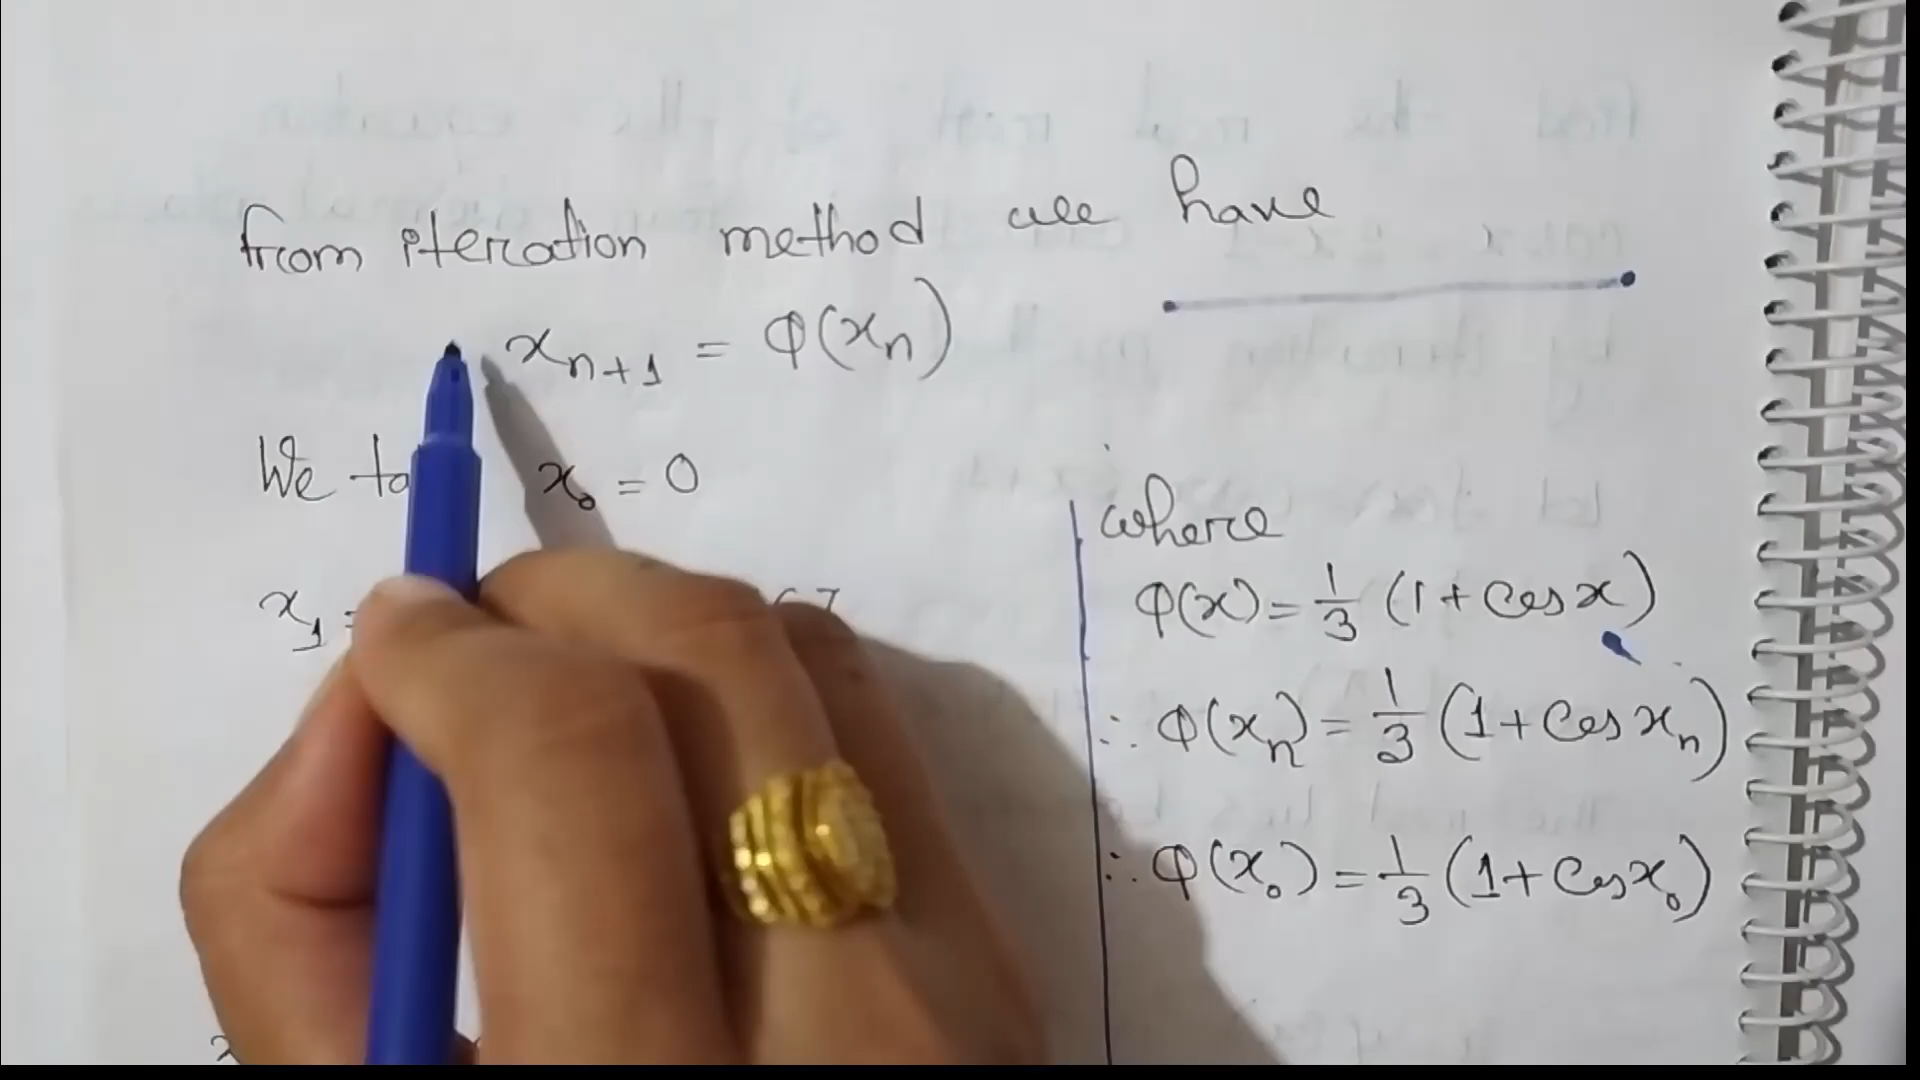 from iteration method we have
xₙ₊₁ = φ(xₙ)
We x₀ = 0
x₁
where
φ(x) = 1/3 (1 + cos x)
∴ φ(xₙ) = 1/3 (1 + cos xₙ)
∴ φ(x₀) = 1/3 (1 + cos x₀)